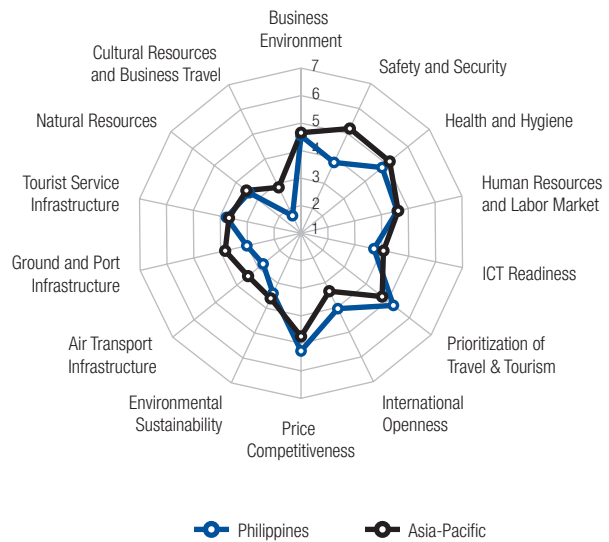 Business
Environment
Safety and Security
Health and Hygiene
Human Resources
and Labor Market
ICT Readiness
Prioritization of
Travel & Tourism
International
Openness
Price
Competitiveness
Environmental
Sustainability
Air Transport
Infrastructure
Ground and Port
Infrastructure
Tourist Service
Infrastructure
Natural Resources
Cultural Resources
and Business Travel
7
6
5
4
3
2
1
Philippines
Asia-Pacific